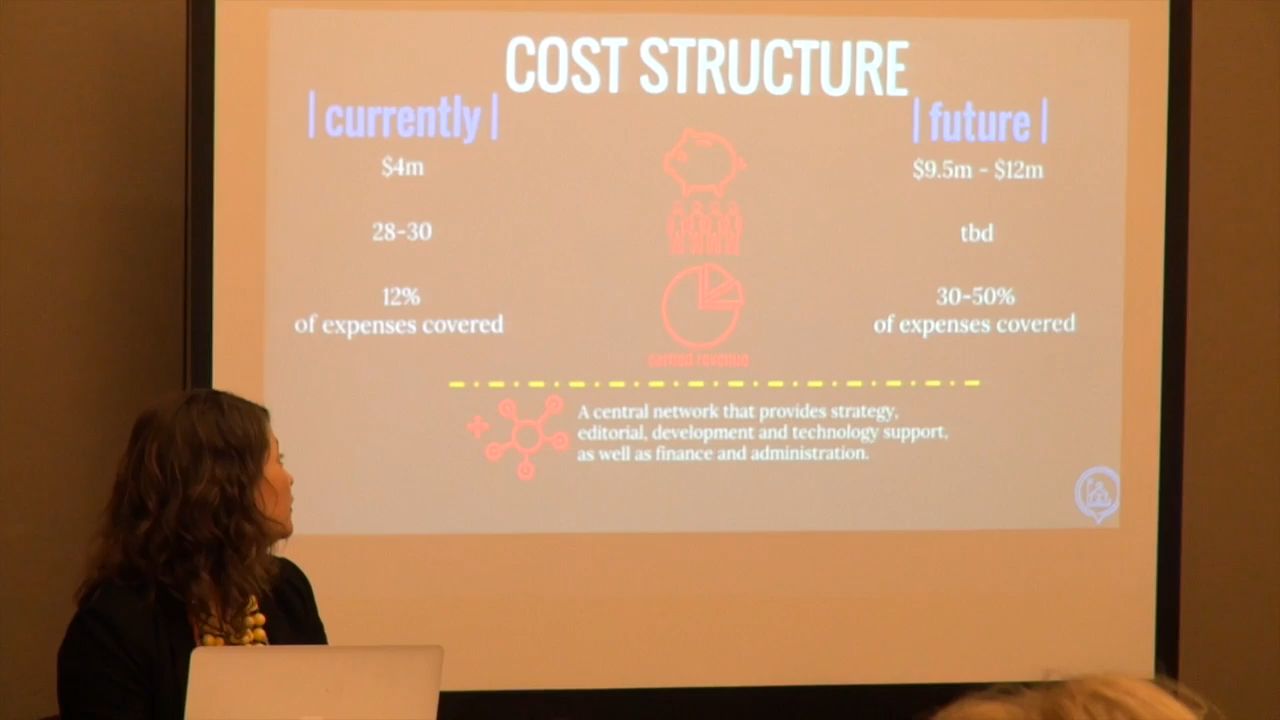 COST STRUCTURE
| currently |
| future |
$4m
$9.5m - $12m
28-30
tbd
12%
of expenses covered
30-50%
of expenses covered
earned revenue
A central network that provides strategy,
editorial, development and technology support,
as well as finance and administration.